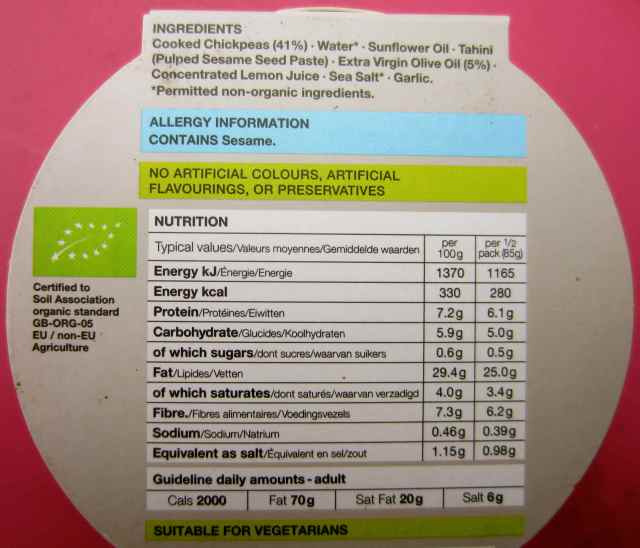 INGREDIENTS
Cooked Chickpeas (41%) · Water* · Sunflower Oil · Tahini
(Pulped Sesame Seed Paste) · Extra Virgin Olive Oil (5%) ·
Concentrated Lemon Juice · Sea Salt* · Garlic.
*Permitted non-organic ingredients.
ALLERGY INFORMATION
CONTAINS Sesame.
NO ARTIFICIAL COLOURS, ARTIFICIAL
FLAVOURINGS, OR PRESERVATIVES
Certified to
Soil Association
organic standard
GB-ORG-05
EU / non-EU
Agriculture
NUTRITION
Typical values/Valeurs moyennes/Gemiddelde waarden per 100g per 1/2 pack (85g)
Energy kJ/Énergie/Energie 1370 1165
Energy kcal 330 280
Protein/Protéines/Eiwitten 7.2g 6.1g
Carbohydrate/Glucides/Koolhydraten 5.9g 5.0g
of which sugars/dont sucres/waarvan suikers 0.6g 0.5g
Fat/Lipides/Vetten 29.4g 25.0g
of which saturates/dont saturés/waarvan verzadigd 4.0g 3.4g
Fibre./Fibres alimentaires/Voedingsvezels 7.3g 6.2g
Sodium/Sodium/Natrium 0.46g 0.39g
Equivalent as salt/Équivalent en sel/zout 1.15g 0.98g
Guideline daily amounts - adult
Cals 2000 Fat 70g Sat Fat 20g Salt 6g
SUITABLE FOR VEGETARIANS